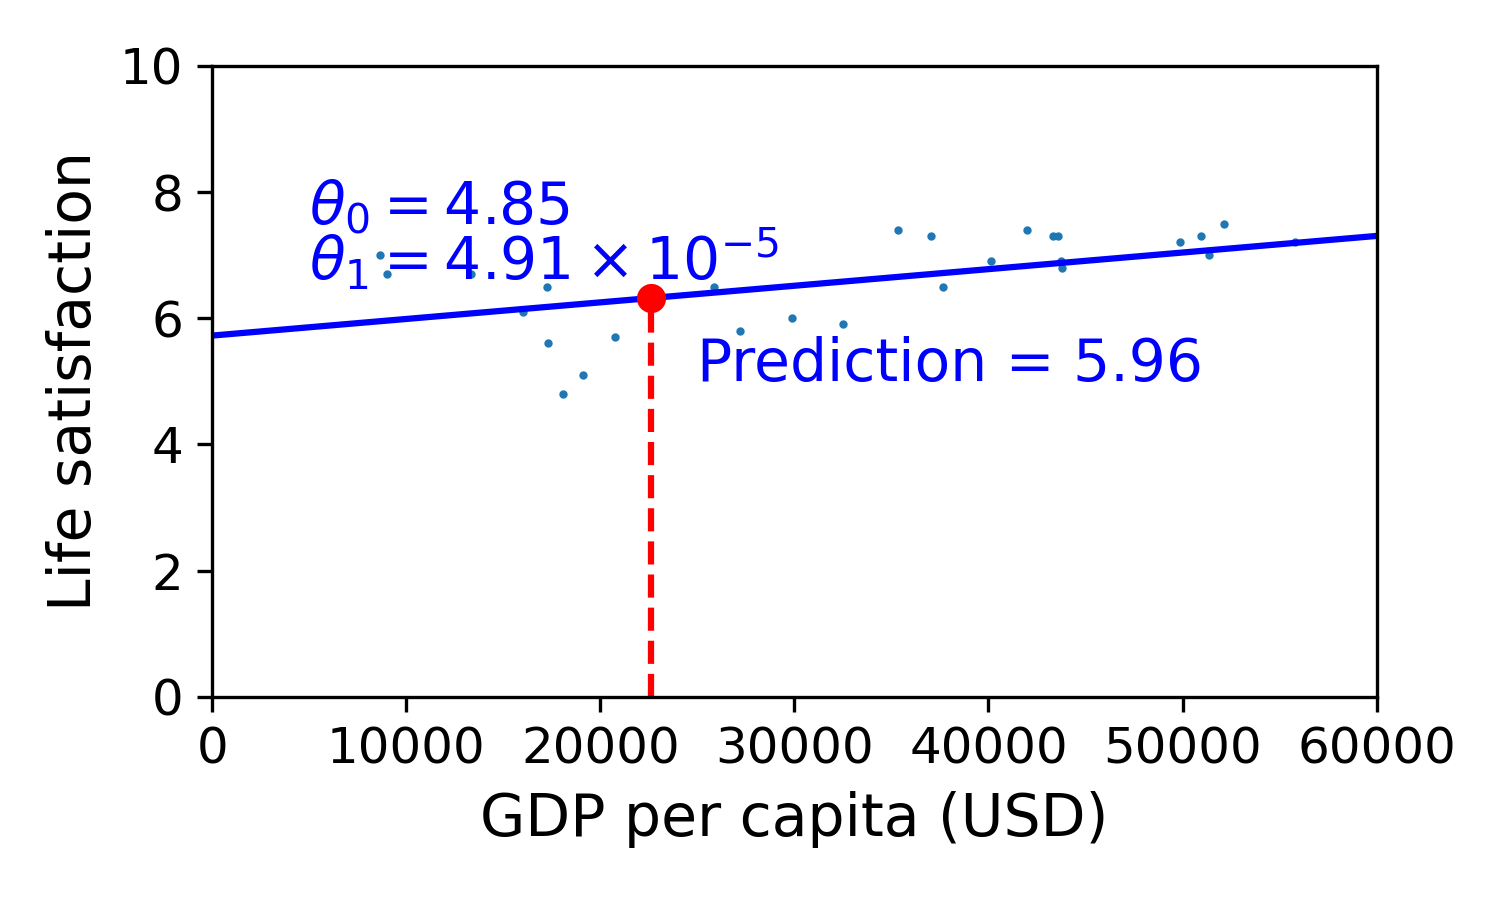 10
8
6
4
2
0
Life satisfaction
θ₀ = 4.85
θ₁ = 4.91 × 10⁻⁵
Prediction = 5.96
0 10000 20000 30000 40000 50000 60000
GDP per capita (USD)